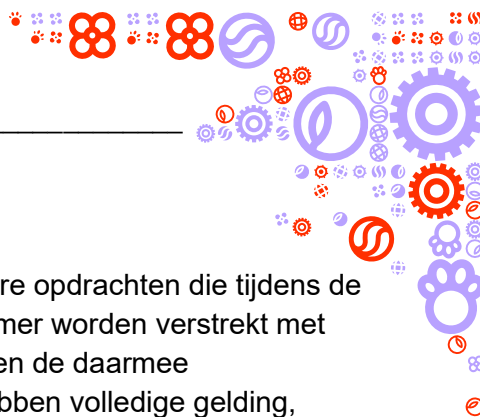 re opdrachten die tijdens de
mer worden verstrekt met
en de daarmee
bben volledige gelding,